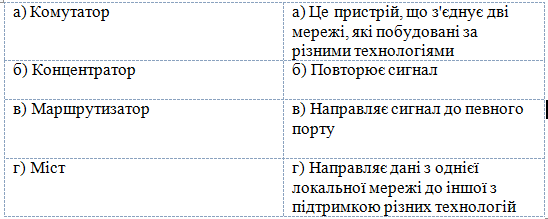 а) Комутатор
а) Це пристрій, що з'єднує дві
мережі, які побудовані за
різними технологіями
б) Концентратор
б) Повторює сигнал
в) Маршрутизатор
в) Направляє сигнал до певного
порту
г) Міст
г) Направляє дані з однієї
локальної мережі до іншої з
підтримкою різних технологій